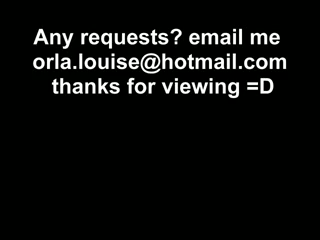 Any requests? email me
orla.louise@hotmail.com
thanks for viewing =D